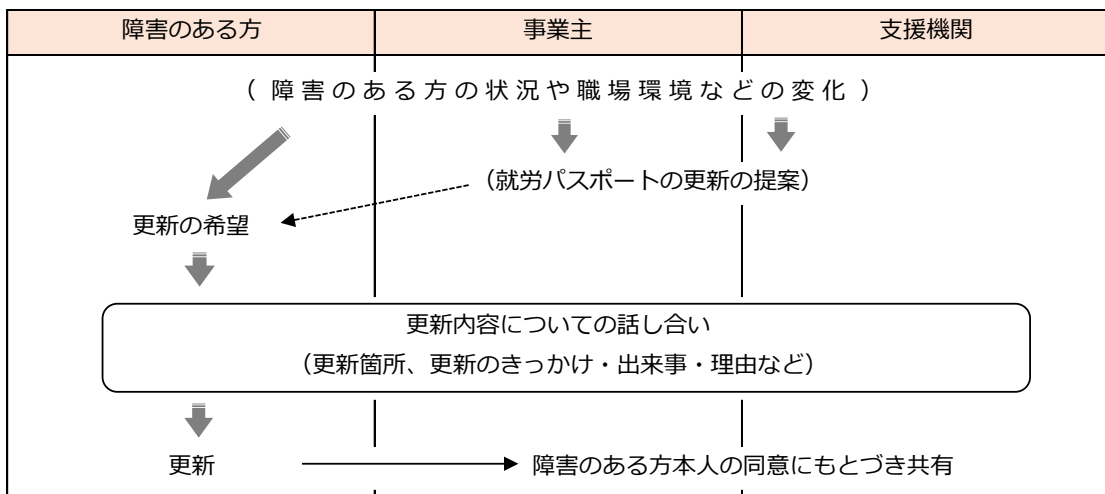 障害のある方
事業主
支援機関
(障害のある方の状況や職場環境などの変化)
(就労パスポートの更新の提案)
更新の希望
更新内容についての話し合い
(更新箇所、更新のきっかけ・出来事・理由など)
更新
障害のある方本人の同意にもとづき共有